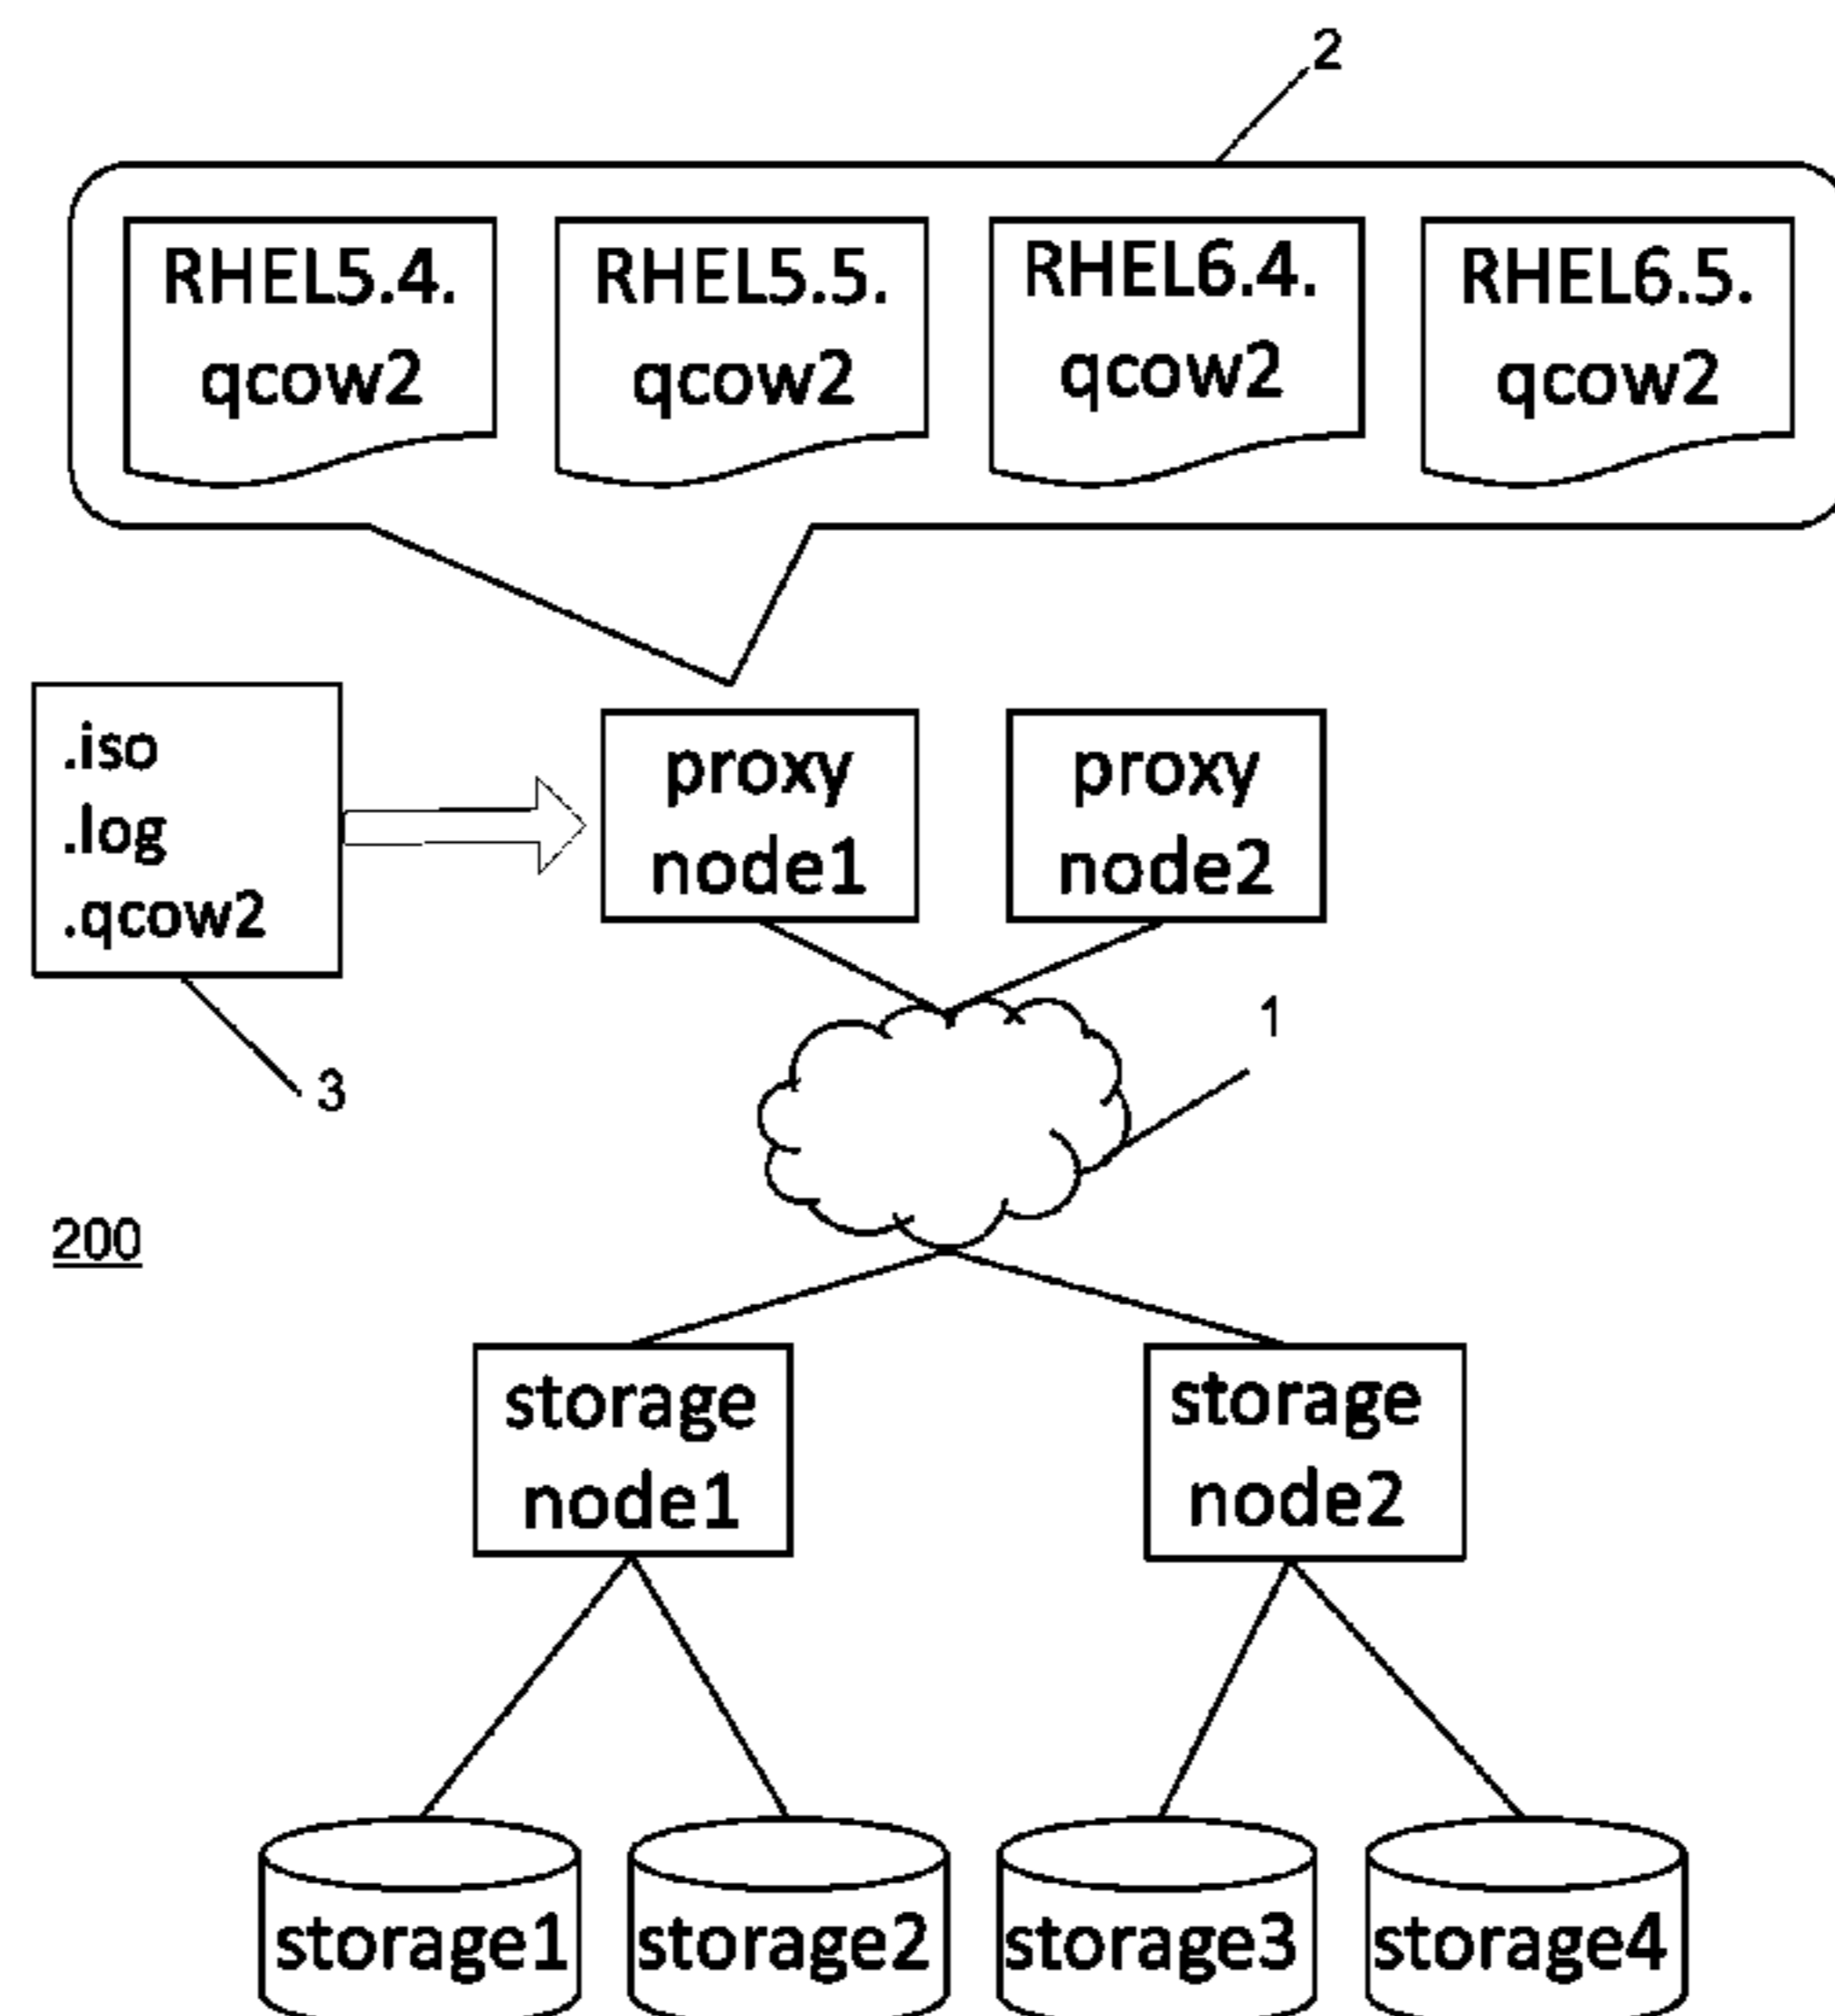 2
RHEL5.4.
qcow2
RHEL5.5.
qcow2
RHEL6.4.
qcow2
RHEL6.5.
qcow2
.iso
.log
.qcow2
3
proxy
node1
proxy
node2
1
200
storage
node1
storage
node2
storage1
storage2
storage3
storage4